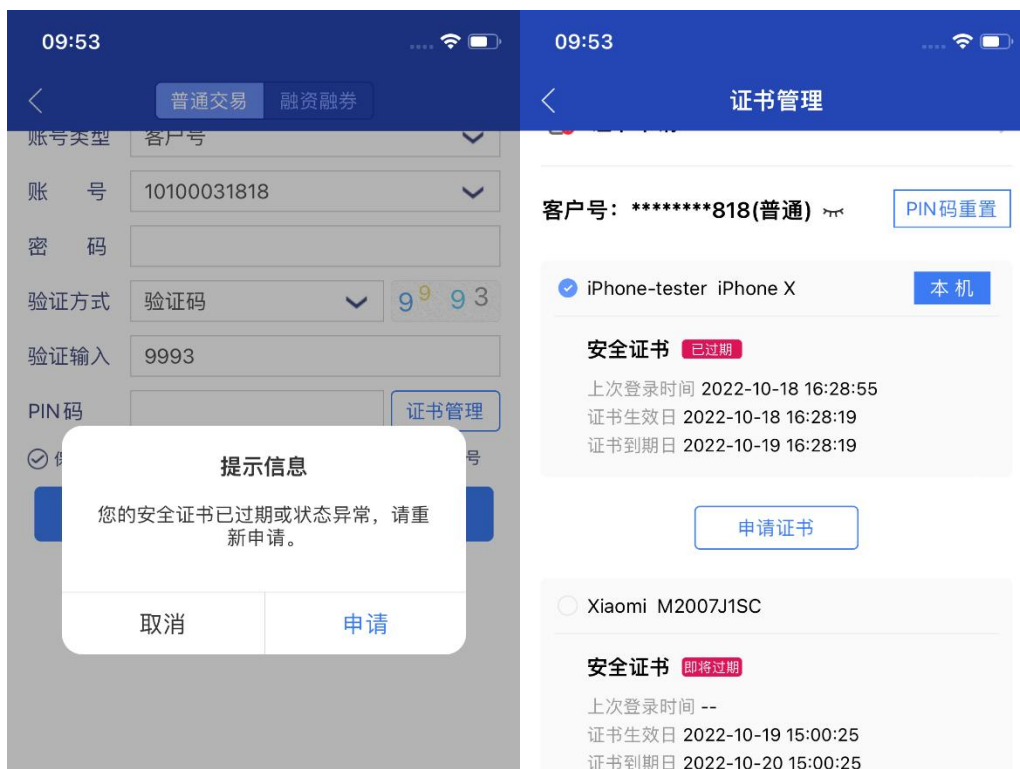 09:53
普通交易 融资融券
账号类型 客户号
账 号 10100031818
密 码
验证方式 验证码 9993
验证输入 9993
PIN码 证书管理
号
提示信息
您的安全证书已过期或状态异常，请重
新申请。
取消 申请
09:53
证书管理
客户号：********818(普通) PIN码重置
iPhone-tester iPhone X 本机
安全证书 已过期
上次登录时间 2022-10-18 16:28:55
证书生效日 2022-10-18 16:28:19
证书到期日 2022-10-19 16:28:19
申请证书
Xiaomi M2007J1SC
安全证书 即将过期
上次登录时间 --
证书生效日 2022-10-19 15:00:25
证书到期日 2022-10-20 15:00:25